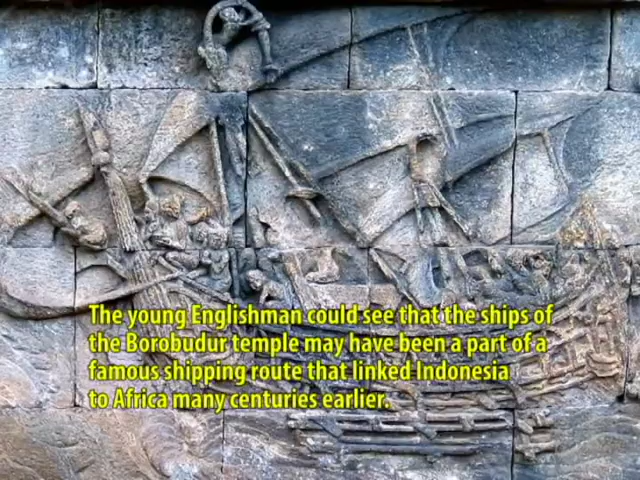 The young Englishman could see that the ships of
the Borobudur temple may have been a part of a
famous shipping route that linked Indonesia
to Africa many centuries earlier.